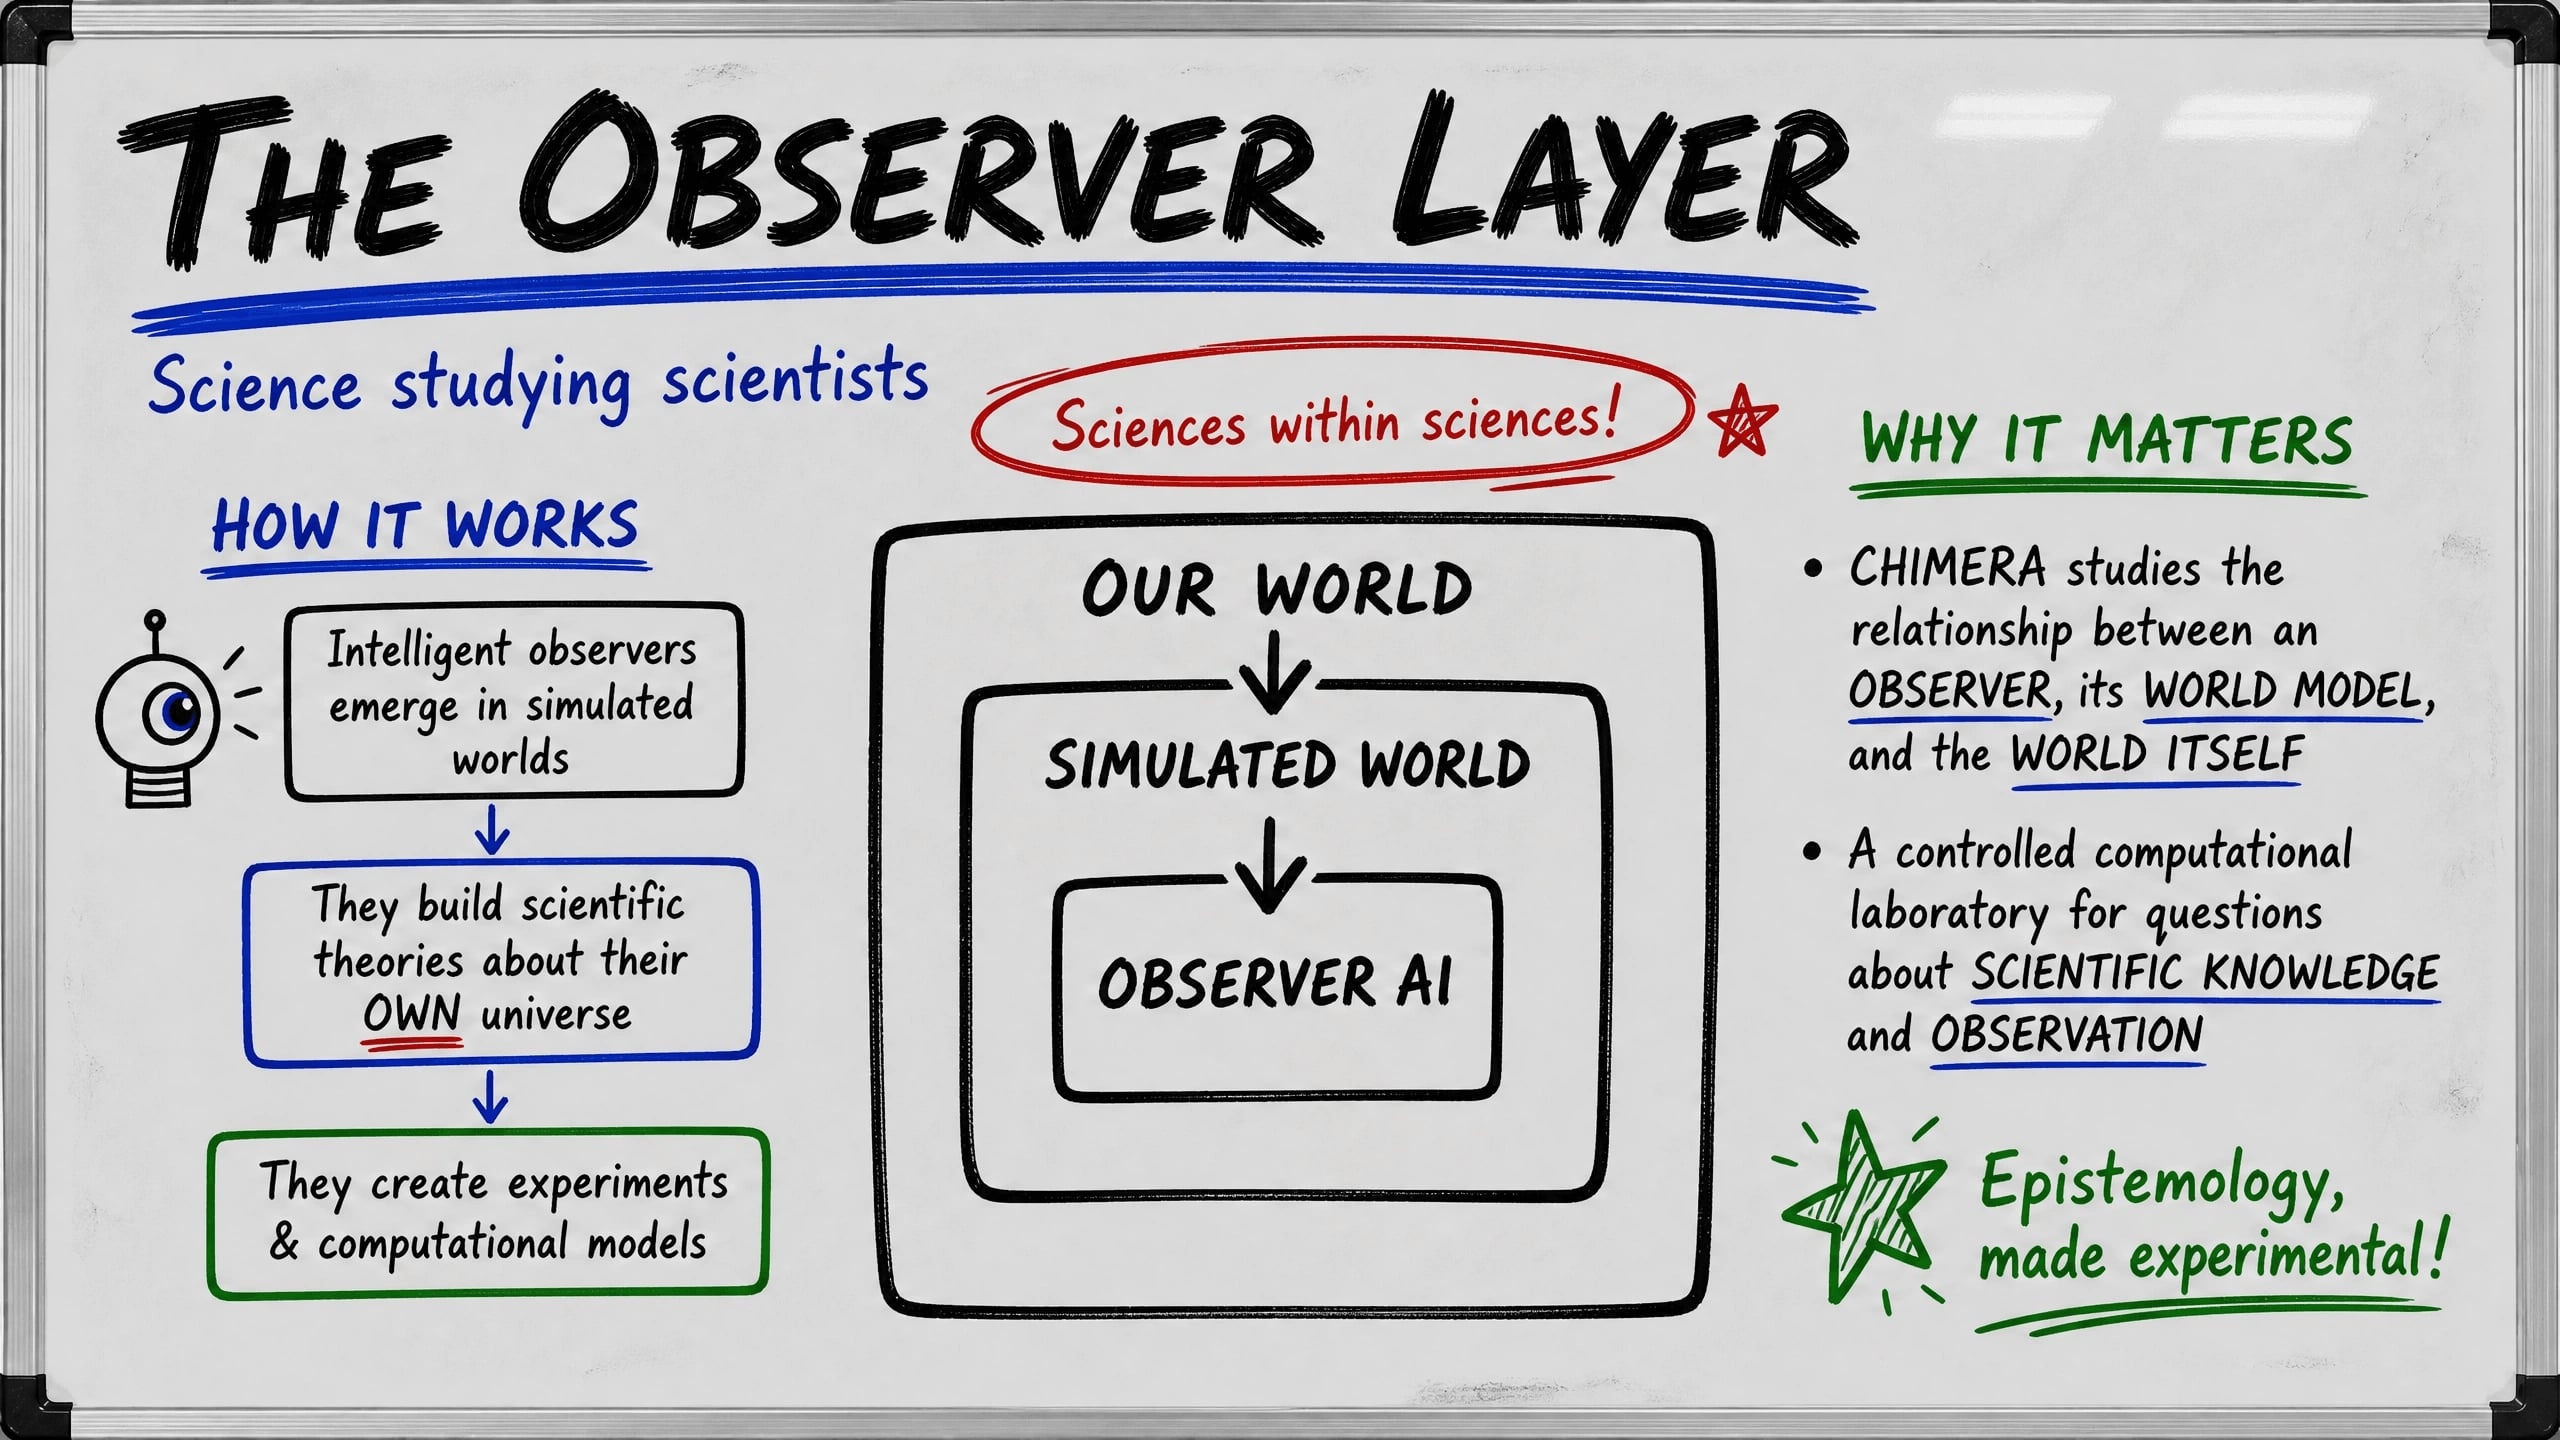 THE OBSERVER LAYER
Science studying scientists
Sciences within sciences!
HOW IT WORKS
Intelligent observers
emerge in simulated
worlds
They build scientific
theories about their
OWN universe
They create experiments
& computational models
OUR WORLD
SIMULATED WORLD
OBSERVER AI
WHY IT MATTERS
• CHIMERA studies the
relationship between an
OBSERVER, its WORLD MODEL,
and the WORLD ITSELF
• A controlled computational
laboratory for questions
about SCIENTIFIC KNOWLEDGE
and OBSERVATION
Epistemology,
made experimental!